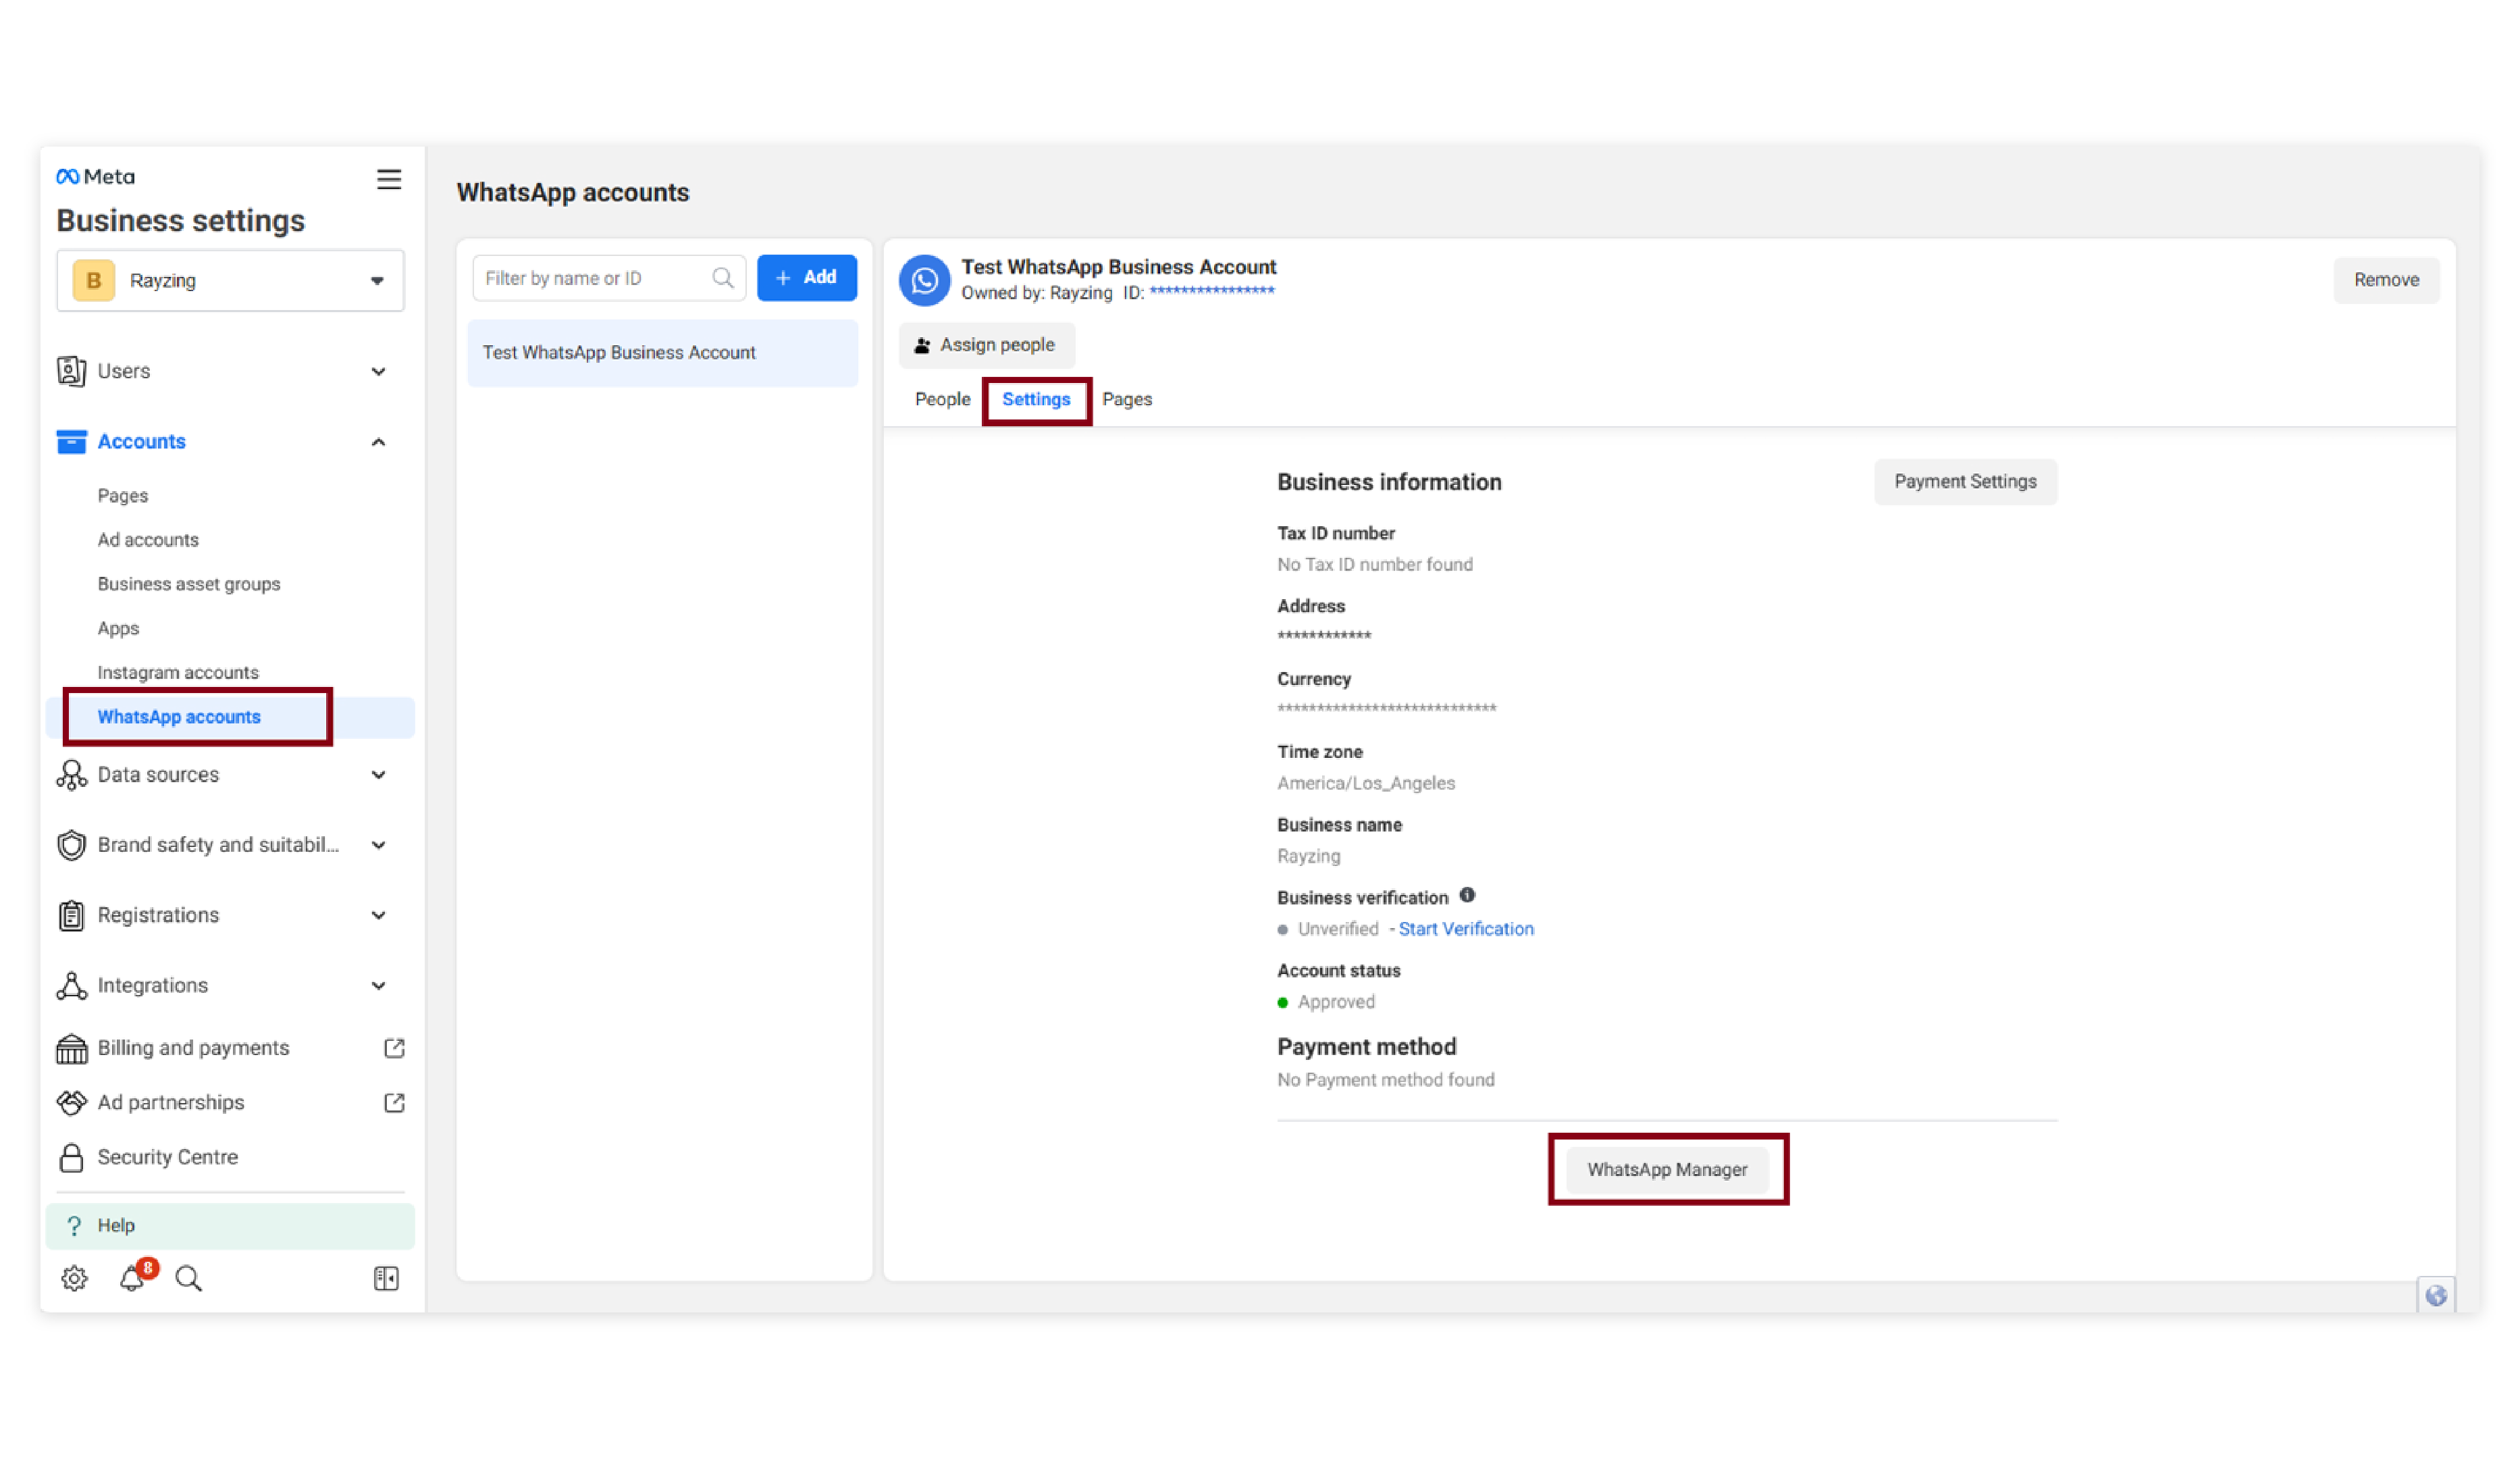 Meta
Business settings
B Rayzing
Users
Accounts
Pages
Ad accounts
Business asset groups
Apps
Instagram accounts
WhatsApp accounts
Data sources
Brand safety and suitabil...
Registrations
Integrations
Billing and payments
Ad partnerships
Security Centre
? Help
8
WhatsApp accounts
Filter by name or ID
+ Add
Test WhatsApp Business Account
Test WhatsApp Business Account
Owned by: Rayzing ID: ****************
Remove
Assign people
People Settings Pages
Business information
Payment Settings
Tax ID number
No Tax ID number found
Address
************
Currency
****************************
Time zone
America/Los_Angeles
Business name
Rayzing
Business verification
Unverified - Start Verification
Account status
Approved
Payment method
No Payment method found
WhatsApp Manager